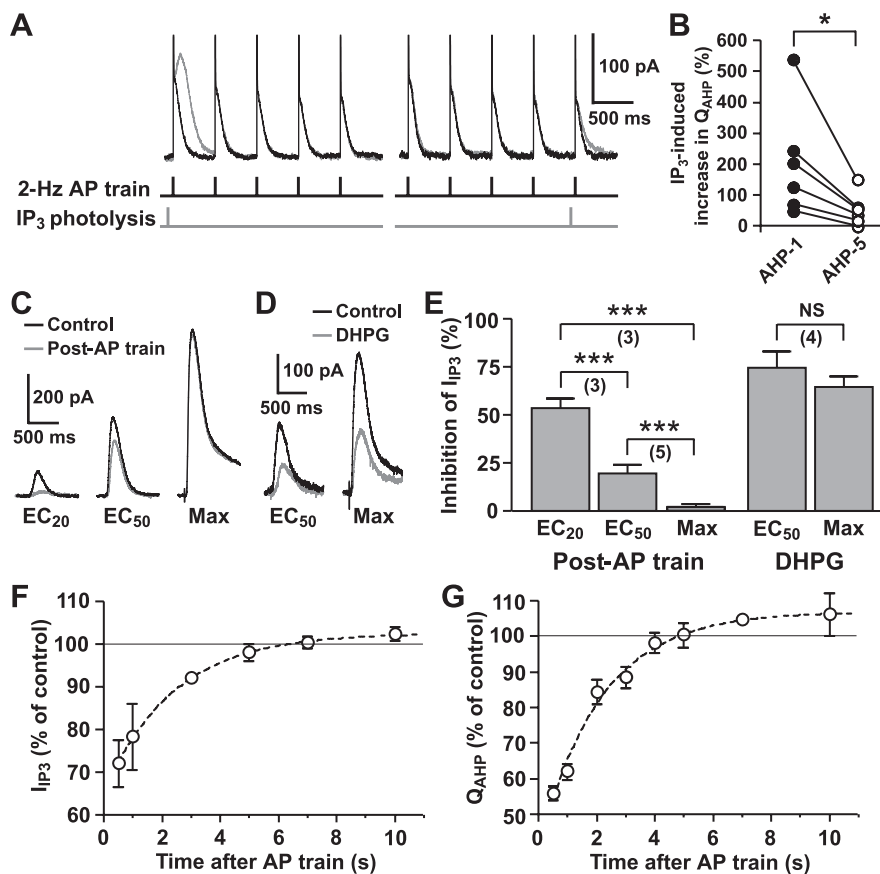 A
100 pA
500 ms
2-Hz AP train
IP3 photolysis
B
*
IP3-induced
increase in QAHP (%)
600
500
400
300
200
100
0
AHP-1
AHP-5
C
Control
Post-AP train
200 pA
500 ms
EC20
EC50
Max
D
Control
DHPG
100 pA
500 ms
EC50
Max
E
Inhibition of IIP3 (%)
100
75
50
25
0
***
(3)
***
(3)
***
(5)
NS
(4)
EC20
EC50
Max
EC50
Max
Post-AP train
DHPG
F
IIP3 (% of control)
110
100
90
80
70
60
0
2
4
6
8
10
Time after AP train (s)
G
QAHP (% of control)
110
100
90
80
70
60
50
0
2
4
6
8
10
Time after AP train (s)